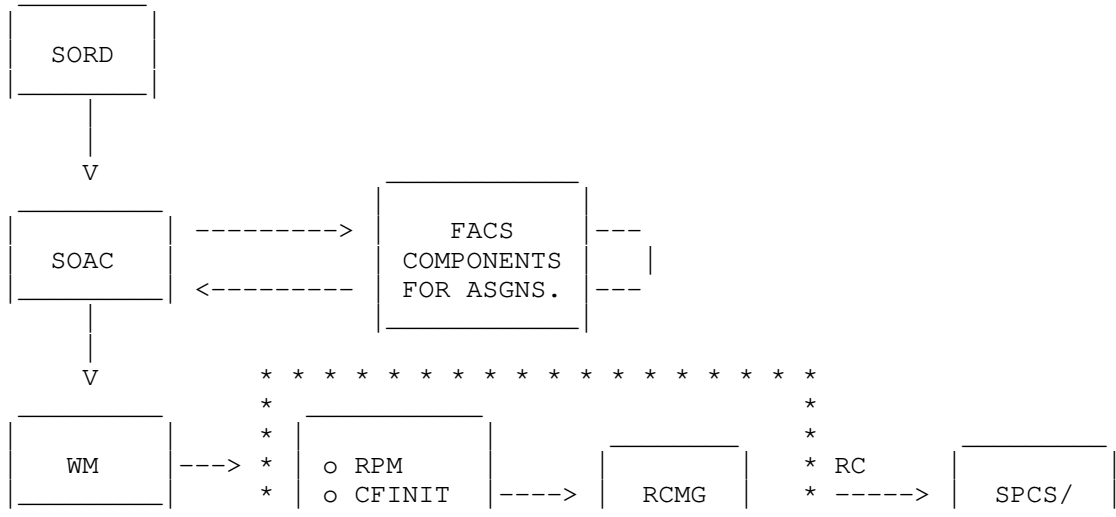 SORD
V
FACS
SOAC
COMPONENTS
FOR ASGNS.
V
WM
o RPM
RC
o CFINIT
RCMG
SPCS/